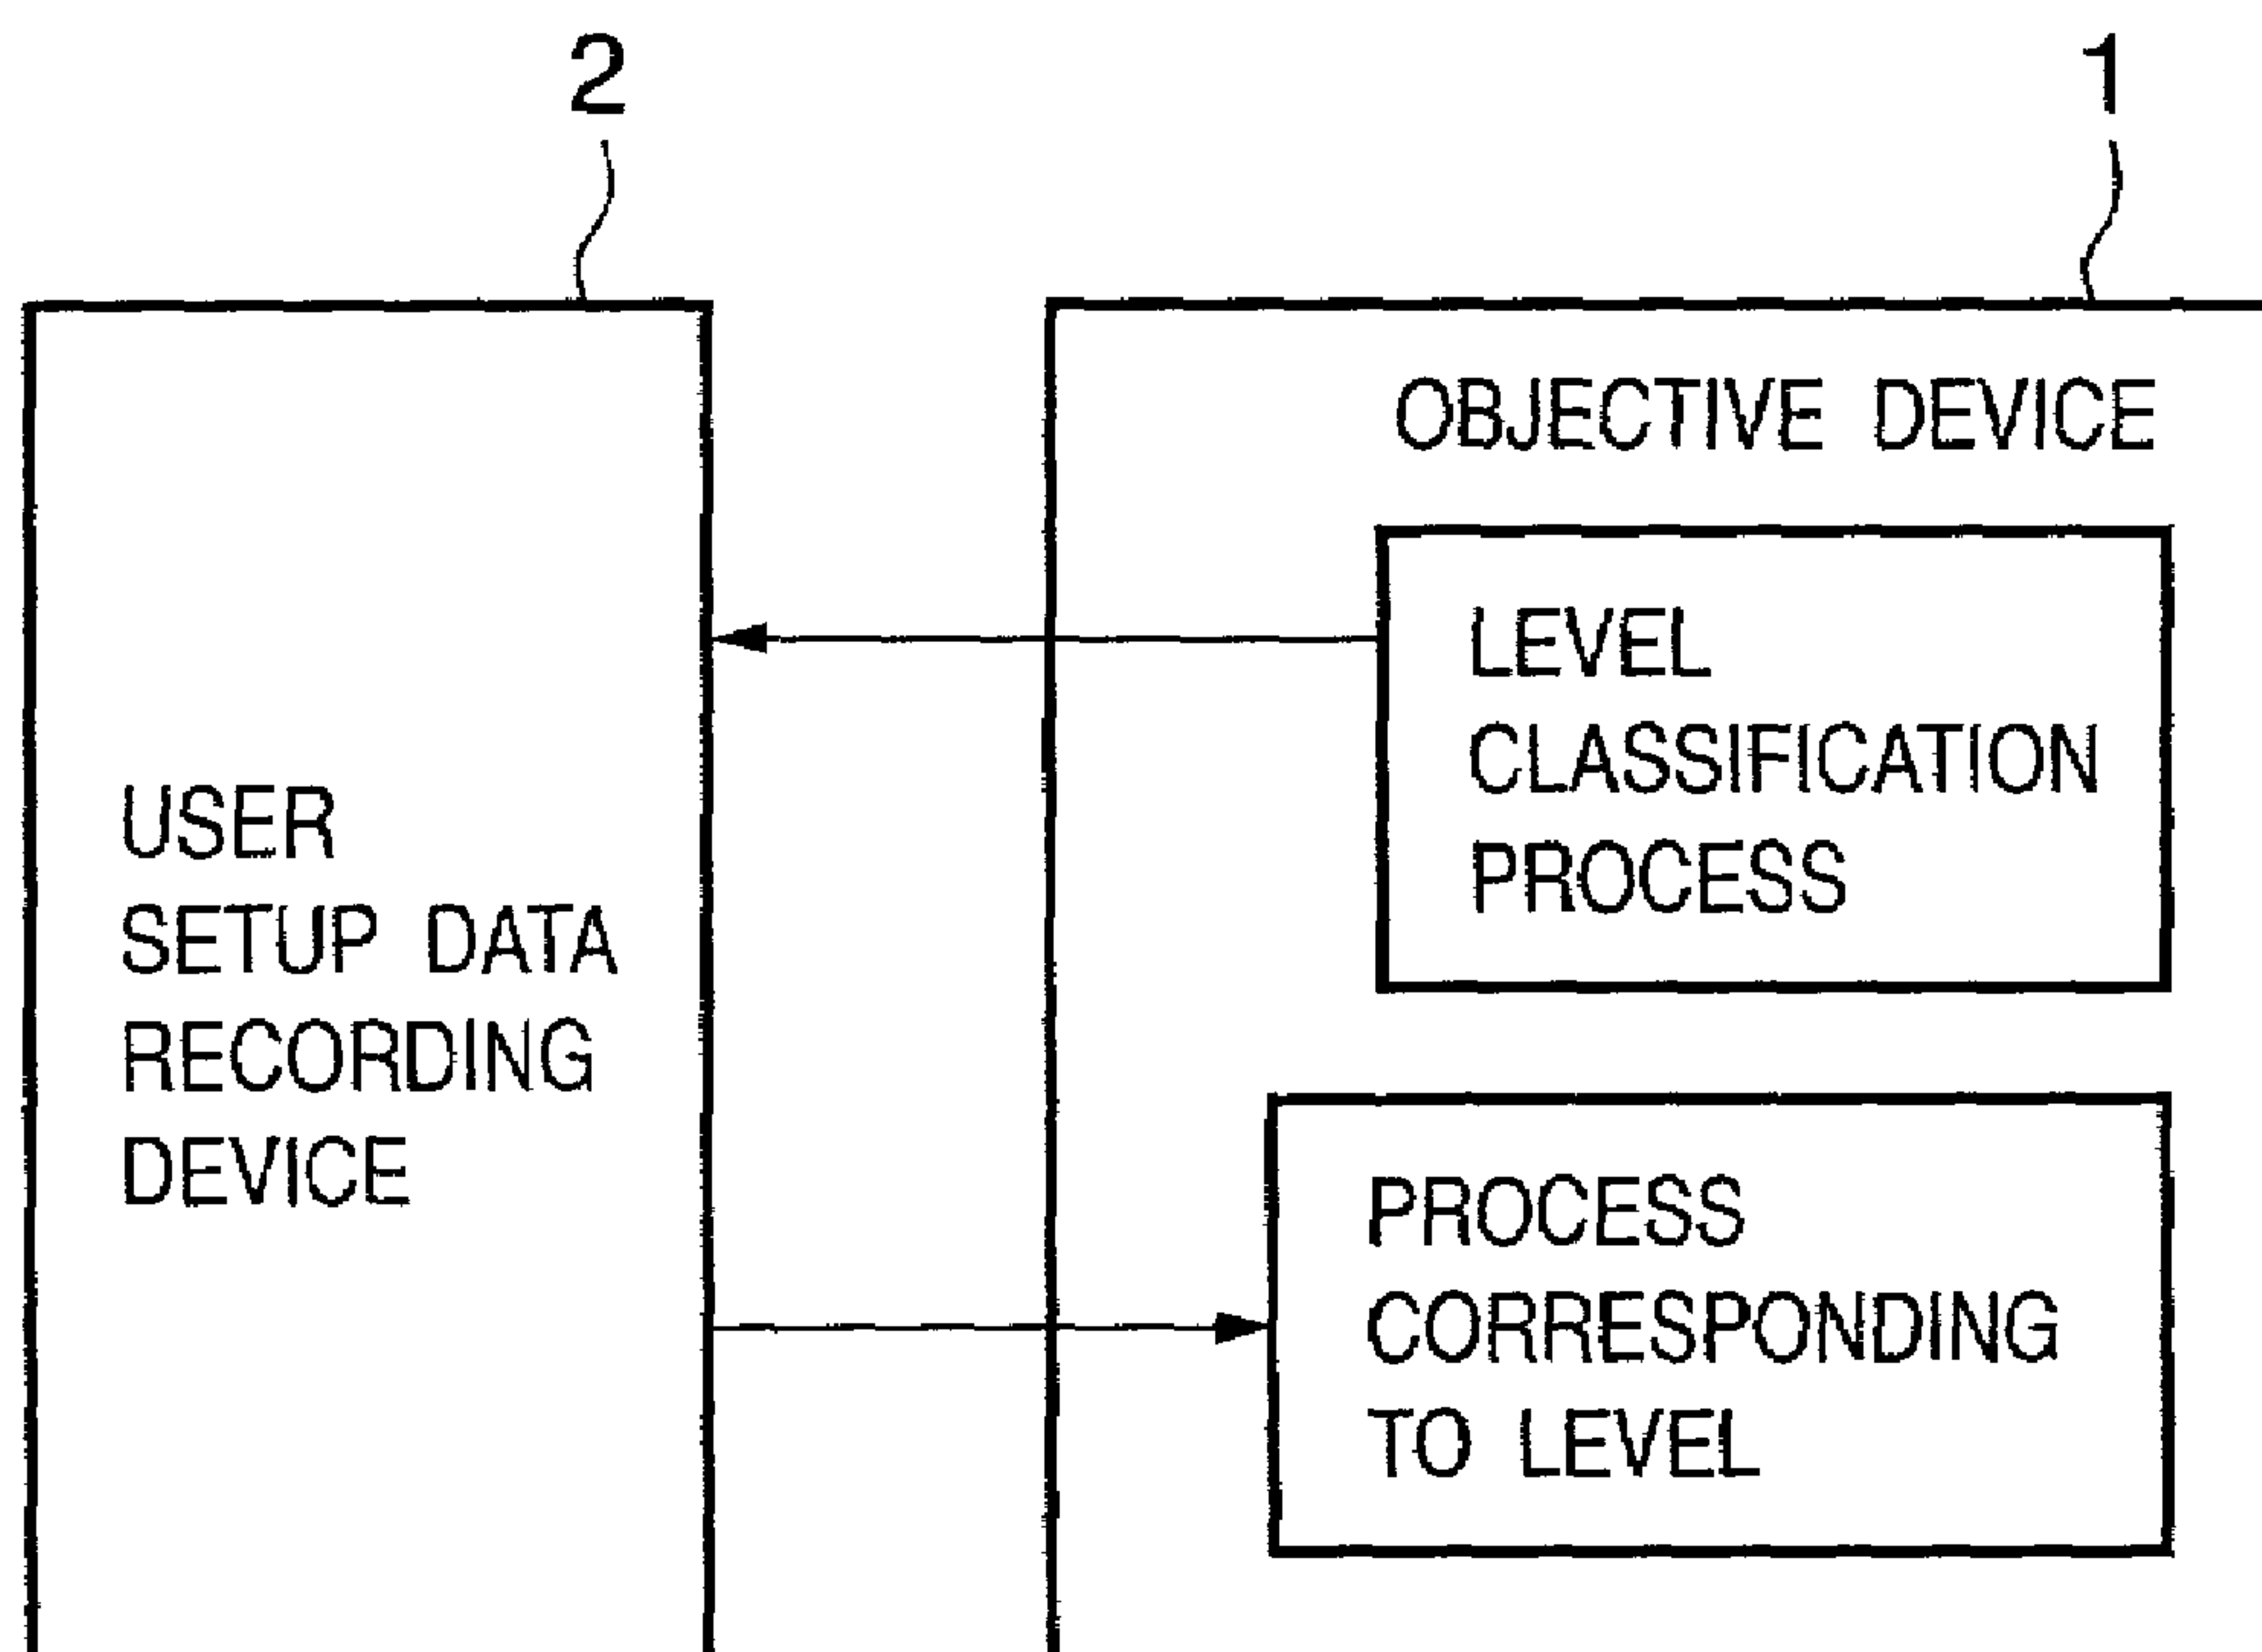 2
1
USER
SETUP DATA
RECORDING
DEVICE
OBJECTIVE DEVICE
LEVEL
CLASSIFICATION
PROCESS
PROCESS
CORRESPONDING
TO LEVEL